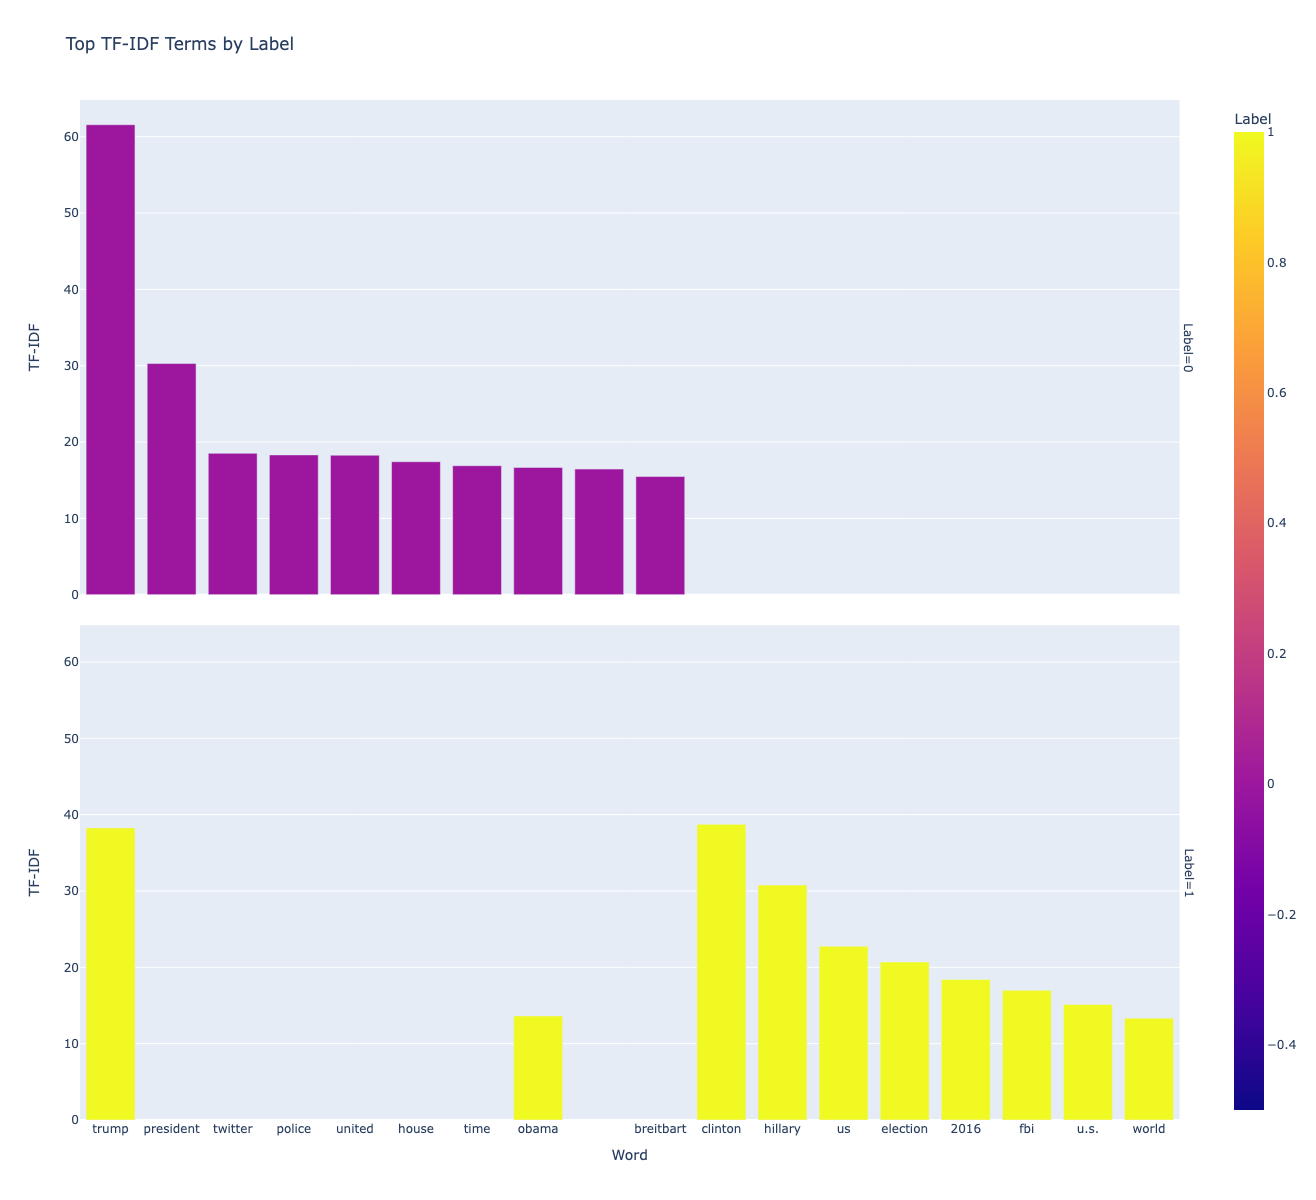 Top TF-IDF Terms by Label
TF-IDF
60
50
40
30
20
10
0
Label=0
TF-IDF
60
50
40
30
20
10
0
Label=1
trump president twitter police united house time obama breitbart clinton hillary us election 2016 fbi u.s. world
Word
Label
1
0.8
0.6
0.4
0.2
0
−0.2
−0.4